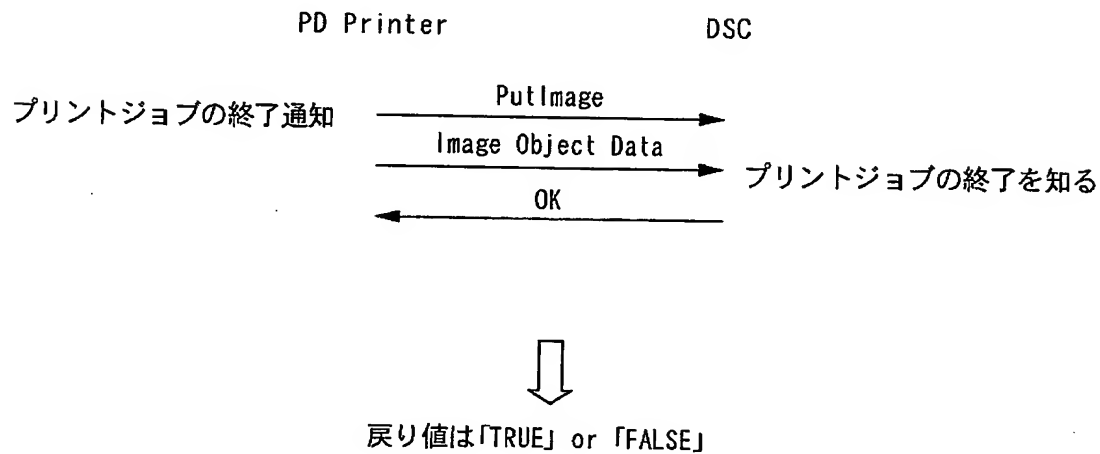 PD Printer
DSC
プリントジョブの終了通知
PutImage
Image Object Data
プリントジョブの終了を知る
OK
戻り値は「TRUE」 or 「FALSE」